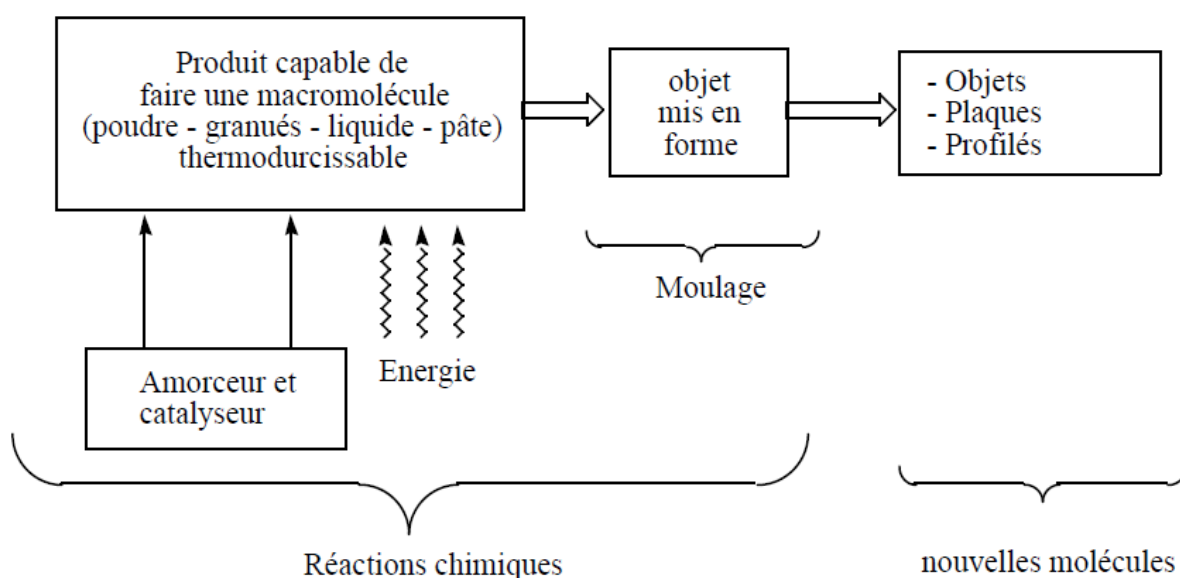 Produit capable de
faire une macromolécule
(poudre - granués - liquide - pâte)
thermodurcissable
objet
mis en
forme
- Objets
- Plaques
- Profilés
Moulage
Amorceur et
catalyseur
Energie
Réactions chimiques
nouvelles molécules